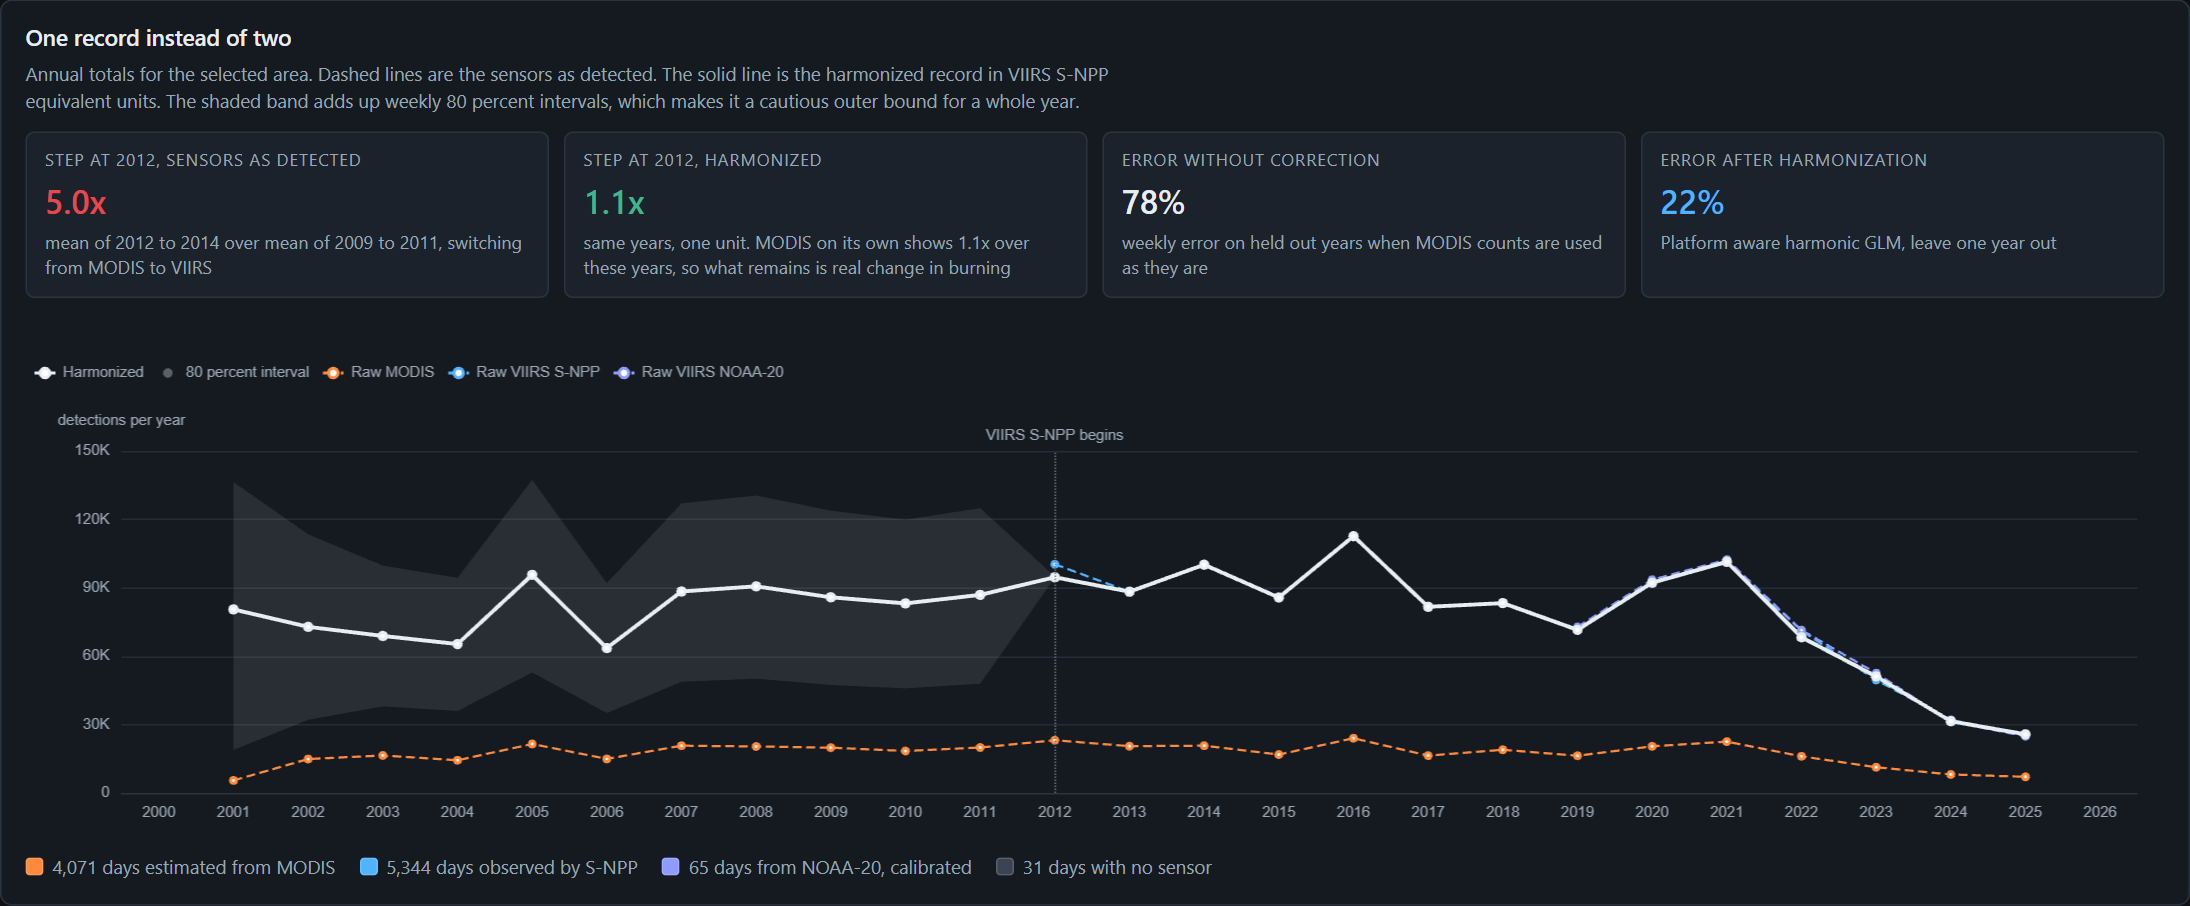 One record instead of two
Annual totals for the selected area. Dashed lines are the sensors as detected. The solid line is the harmonized record in VIIRS S-NPP
equivalent units. The shaded band adds up weekly 80 percent intervals, which makes it a cautious outer bound for a whole year.
STEP AT 2012, SENSORS AS DETECTED
5.0x
mean of 2012 to 2014 over mean of 2009 to 2011, switching
from MODIS to VIIRS
STEP AT 2012, HARMONIZED
1.1x
same years, one unit. MODIS on its own shows 1.1x over
these years, so what remains is real change in burning
ERROR WITHOUT CORRECTION
78%
weekly error on held out years when MODIS counts are used
as they are
ERROR AFTER HARMONIZATION
22%
Platform aware harmonic GLM, leave one year out
Harmonized 80 percent interval Raw MODIS Raw VIIRS S-NPP Raw VIIRS NOAA-20
detections per year
VIIRS S-NPP begins
150K
120K
90K
60K
30K
0
2000 2001 2002 2003 2004 2005 2006 2007 2008 2009 2010 2011 2012 2013 2014 2015 2016 2017 2018 2019 2020 2021 2022 2023 2024 2025 2026
4,071 days estimated from MODIS 5,344 days observed by S-NPP 65 days from NOAA-20, calibrated 31 days with no sensor